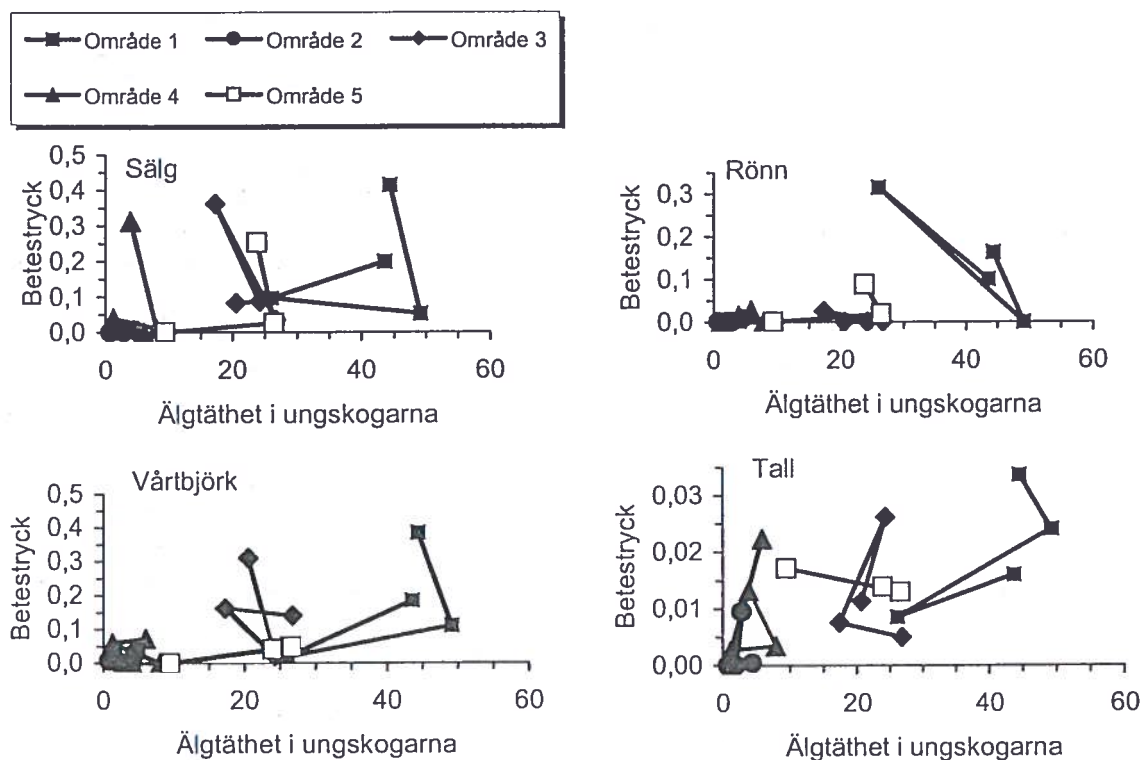 Område 1 Område 2 Område 3
Område 4 Område 5
Sälg
Betestryck
0,5
0,4
0,3
0,2
0,1
0,0
0 20 40 60
Älgtäthet i ungskogarna
Rönn
Betestryck
0,3
0,2
0,1
0,0
0 20 40 60
Älgtäthet i ungskogarna
Vårtbjörk
Betestryck
0,5
0,4
0,3
0,2
0,1
0,0
0 20 40 60
Älgtäthet i ungskogarna
Tall
Betestryck
0,03
0,02
0,01
0,00
0 20 40 60
Älgtäthet i ungskogarna